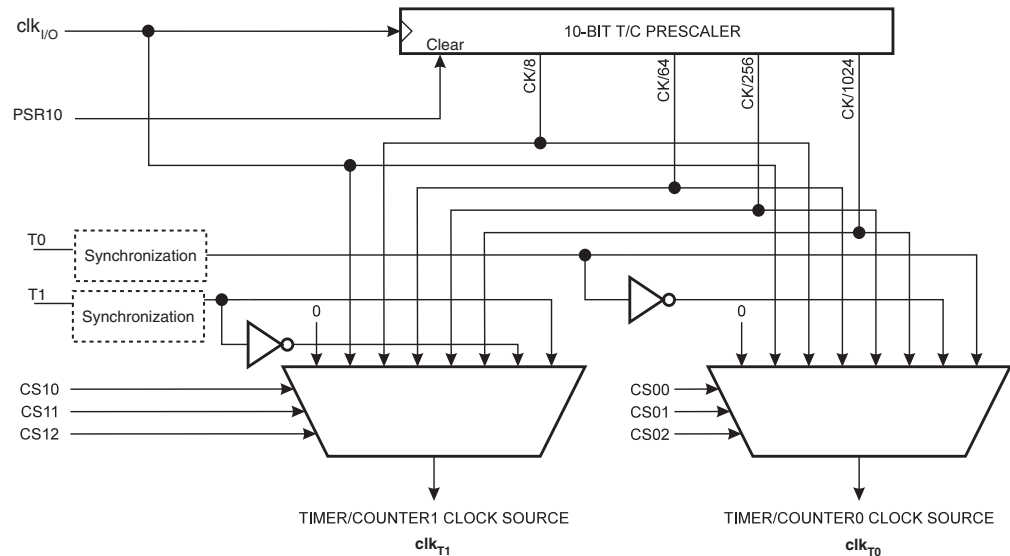 clkI/O
10-BIT T/C PRESCALER
Clear
CK/8
CK/64
CK/256
CK/1024
PSR10
T0
Synchronization
T1
Synchronization
0
0
CS10
CS11
CS12
CS00
CS01
CS02
TIMER/COUNTER1 CLOCK SOURCE
clkT1
TIMER/COUNTER0 CLOCK SOURCE
clkT0